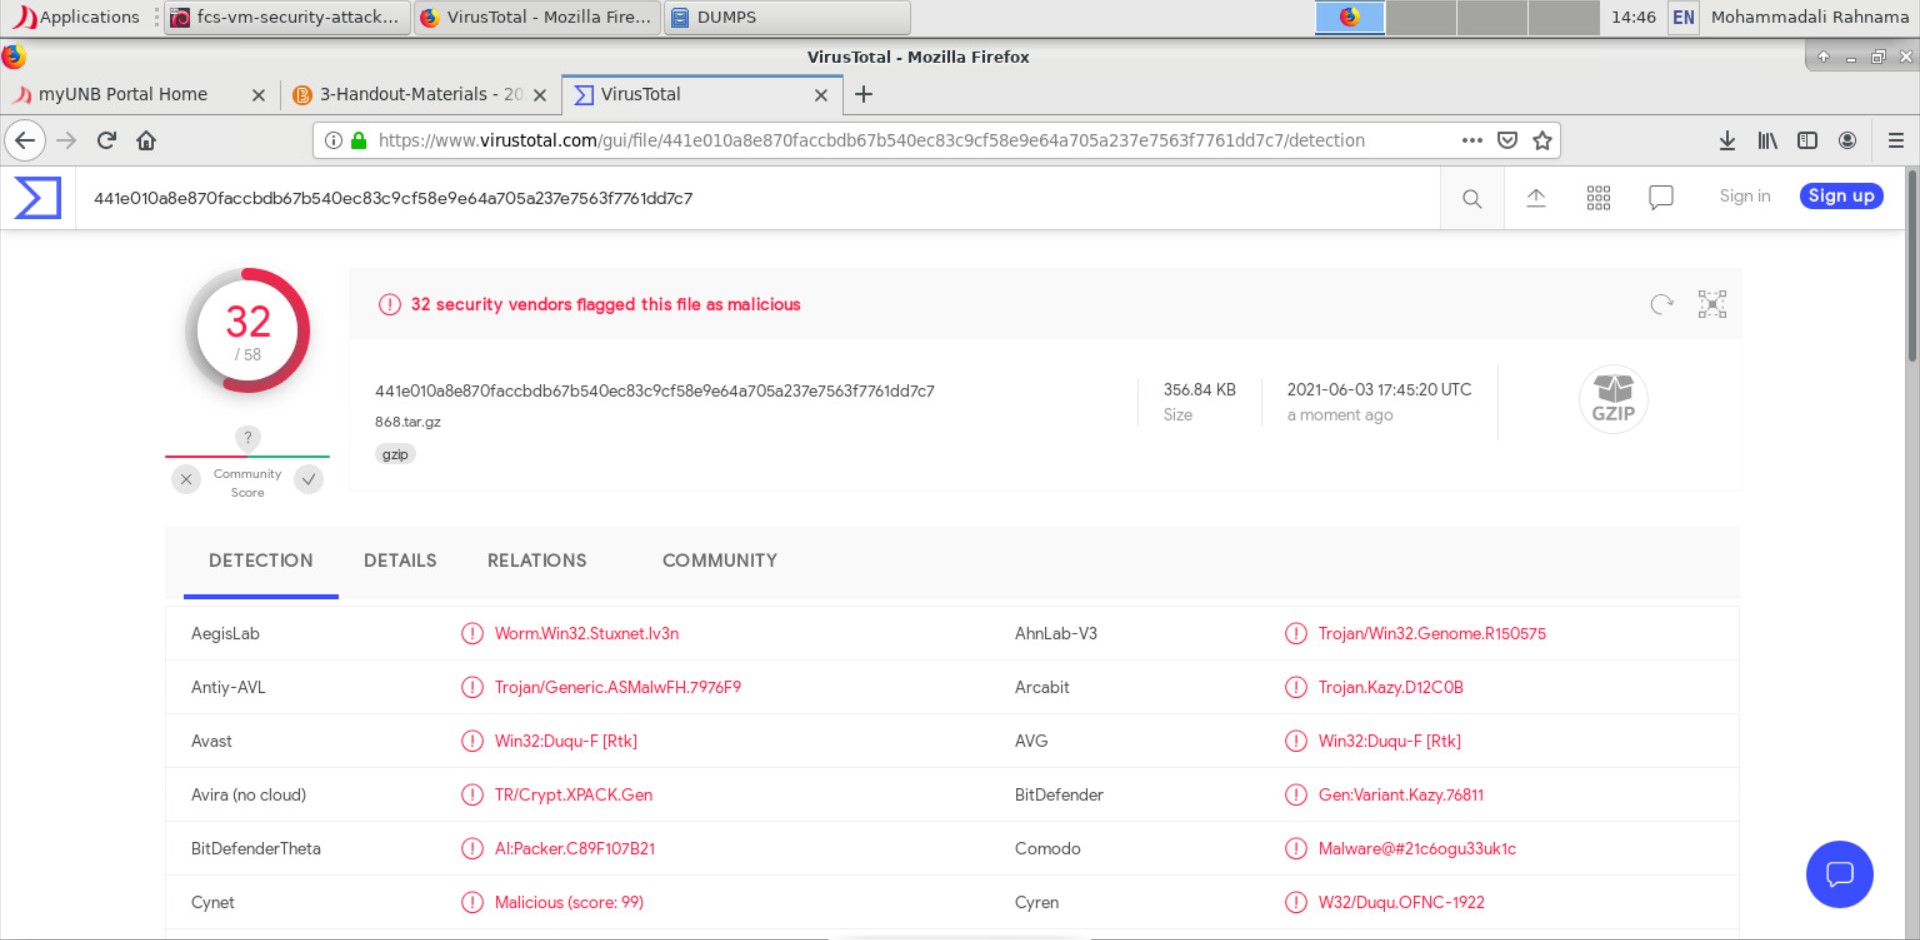 Applications fcs-vm-security-attack... VirusTotal - Mozilla Fire... DUMPS 14:46 EN Mohammadali Rahnama
VirusTotal - Mozilla Firefox
myUNB Portal Home 3-Handout-Materials - 20 VirusTotal
https://www.virustotal.com/gui/file/441e010a8e870faccbdb67b540ec83c9cf58e9e64a705a237e7563f7761dd7c7/detection
441e010a8e870faccbdb67b540ec83c9cf58e9e64a705a237e7563f7761dd7c7 Sign in Sign up
32
/ 58
32 security vendors flagged this file as malicious
441e010a8e870faccbdb67b540ec83c9cf58e9e64a705a237e7563f7761dd7c7
868.tar.gz
gzip
356.84 KB
Size
2021-06-03 17:45:20 UTC
a moment ago
GZIP
?
Community
Score
DETECTION DETAILS RELATIONS COMMUNITY
AegisLab Worm.Win32.Stuxnet.lv3n AhnLab-V3 Trojan/Win32.Genome.R150575
Antiy-AVL Trojan/Generic.ASMalwFH.7976F9 Arcabit Trojan.Kazy.D12C0B
Avast Win32:Duqu-F [Rtk] AVG Win32:Duqu-F [Rtk]
Avira (no cloud) TR/Crypt.XPACK.Gen BitDefender Gen:Variant.Kazy.76811
BitDefenderTheta AI:Packer.C89F107B21 Comodo Malware@#21c6ogu33uk1c
Cynet Malicious (score: 99) Cyren W32/Duqu.OFNC-1922